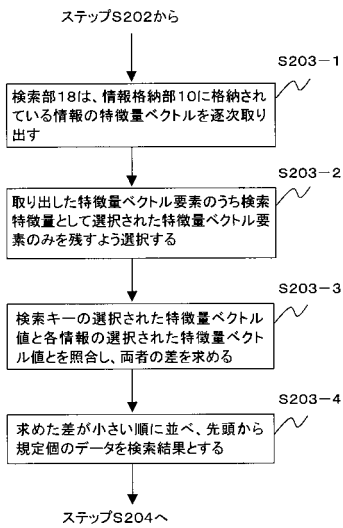 ステップS202から
S203−1
検索部18は、情報格納部10に格納され
ている情報の特徴量ベクトルを逐次取り
出す
S203−2
取り出した特徴量ベクトル要素のうち検索
特徴量として選択された特徴量ベクトル要
素のみを残すよう選択する
S203−3
検索キーの選択された特徴量ベクトル
値と各情報の選択された特徴量ベクト
ル値とを照合し、両者の差を求める
S203−4
求めた差が小さい順に並べ、先頭から
規定個のデータを検索結果とする
ステップS204へ